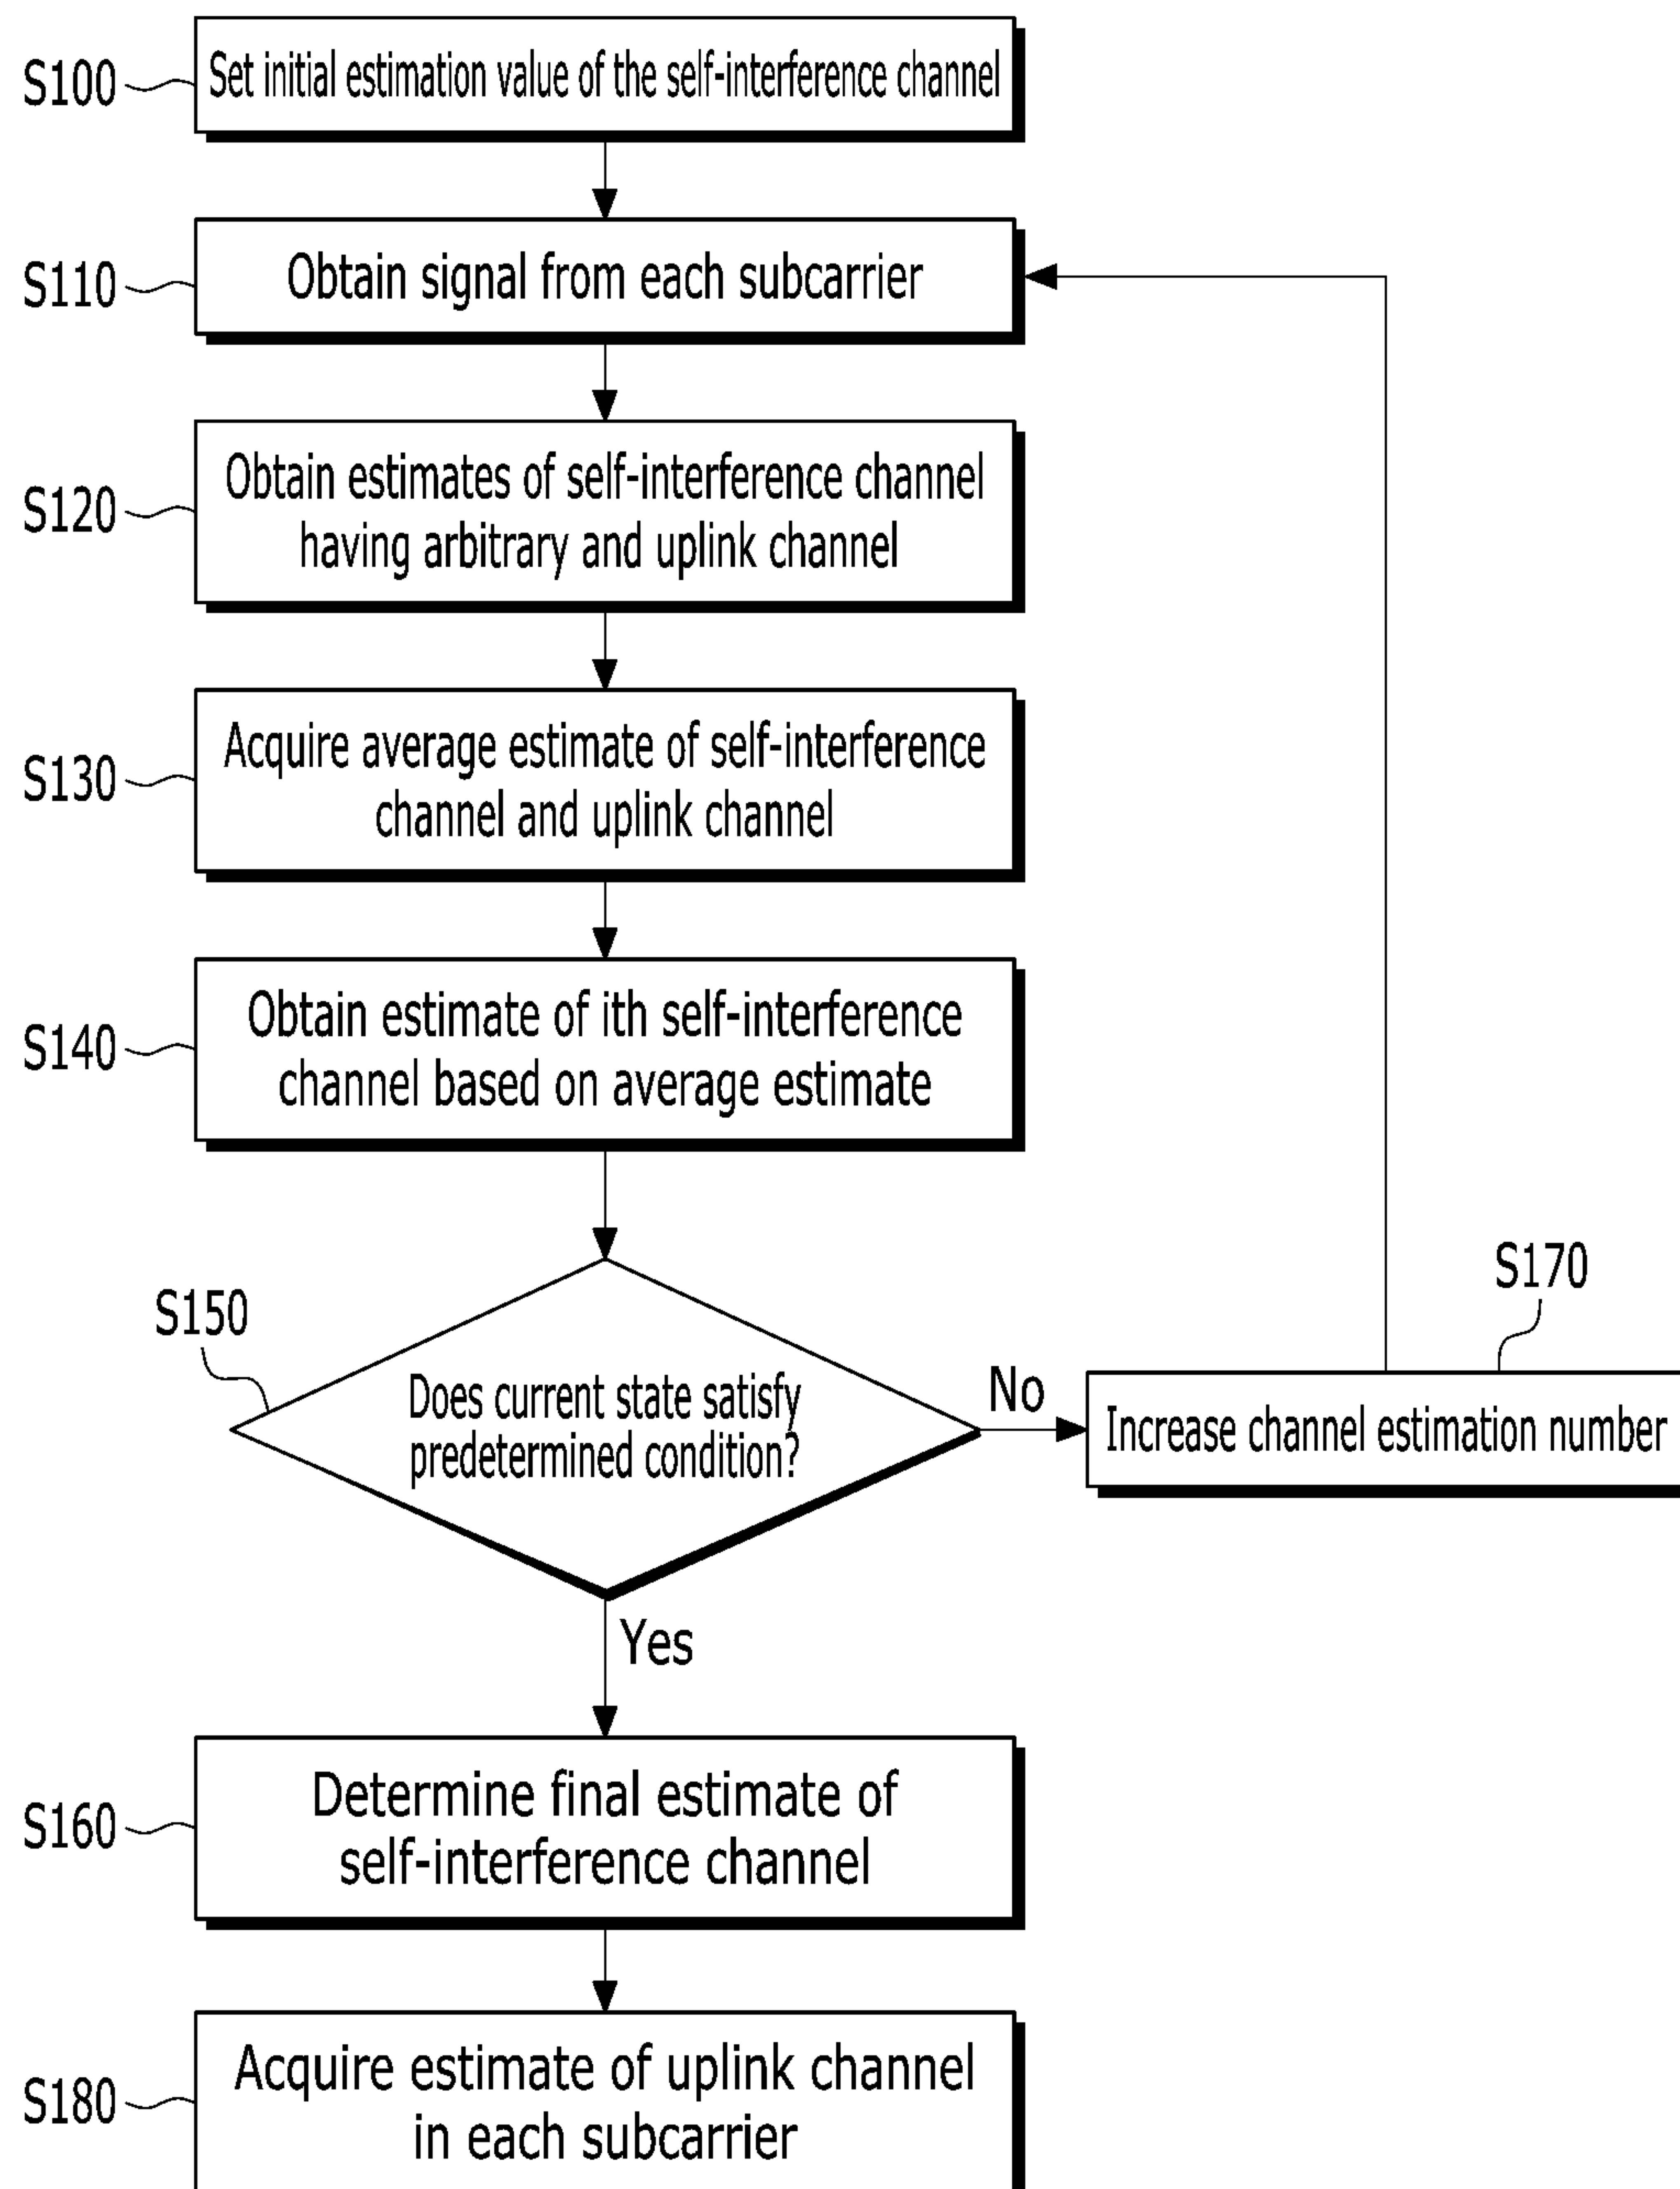 S100
Set initial estimation value of the self-interference channel
S110
Obtain signal from each subcarrier
S120
Obtain estimates of self-interference channel
having arbitrary and uplink channel
S130
Acquire average estimate of self-interference
channel and uplink channel
S140
Obtain estimate of ith self-interference
channel based on average estimate
S150
Does current state satisfy
predetermined condition?
No
S170
Increase channel estimation number
Yes
S160
Determine final estimate of
self-interference channel
S180
Acquire estimate of uplink channel
in each subcarrier